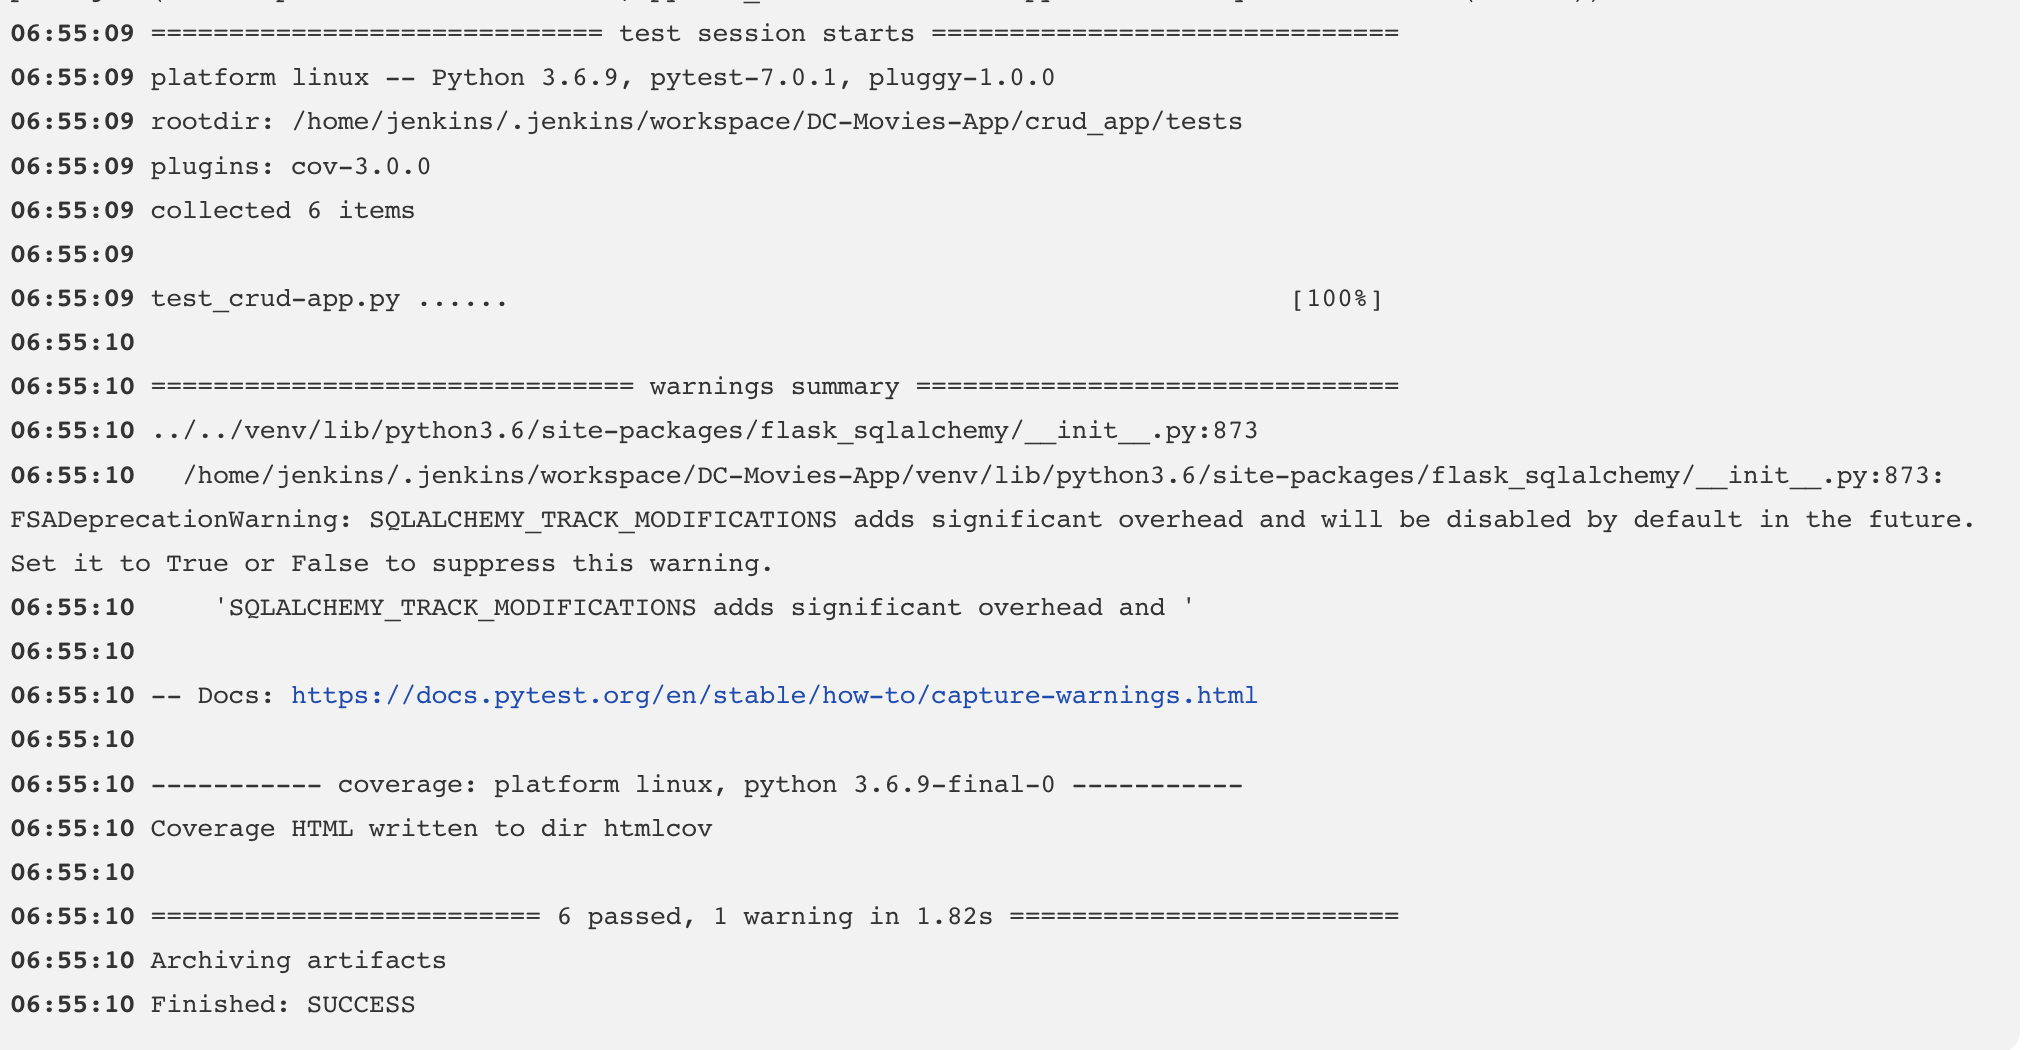 06:55:09 ============================= test session starts ==============================
06:55:09 platform linux -- Python 3.6.9, pytest-7.0.1, pluggy-1.0.0
06:55:09 rootdir: /home/jenkins/.jenkins/workspace/DC-Movies-App/crud_app/tests
06:55:09 plugins: cov-3.0.0
06:55:09 collected 6 items
06:55:09
06:55:09 test_crud-app.py ...... [100%]
06:55:10
06:55:10 =============================== warnings summary ===============================
06:55:10 ../../venv/lib/python3.6/site-packages/flask_sqlalchemy/__init__.py:873
06:55:10 /home/jenkins/.jenkins/workspace/DC-Movies-App/venv/lib/python3.6/site-packages/flask_sqlalchemy/__init__.py:873:
FSADeprecationWarning: SQLALCHEMY_TRACK_MODIFICATIONS adds significant overhead and will be disabled by default in the future.
Set it to True or False to suppress this warning.
06:55:10 'SQLALCHEMY_TRACK_MODIFICATIONS adds significant overhead and '
06:55:10
06:55:10 -- Docs: https://docs.pytest.org/en/stable/how-to/capture-warnings.html
06:55:10
06:55:10 ----------- coverage: platform linux, python 3.6.9-final-0 -----------
06:55:10 Coverage HTML written to dir htmlcov
06:55:10
06:55:10 ========================= 6 passed, 1 warning in 1.82s =========================
06:55:10 Archiving artifacts
06:55:10 Finished: SUCCESS